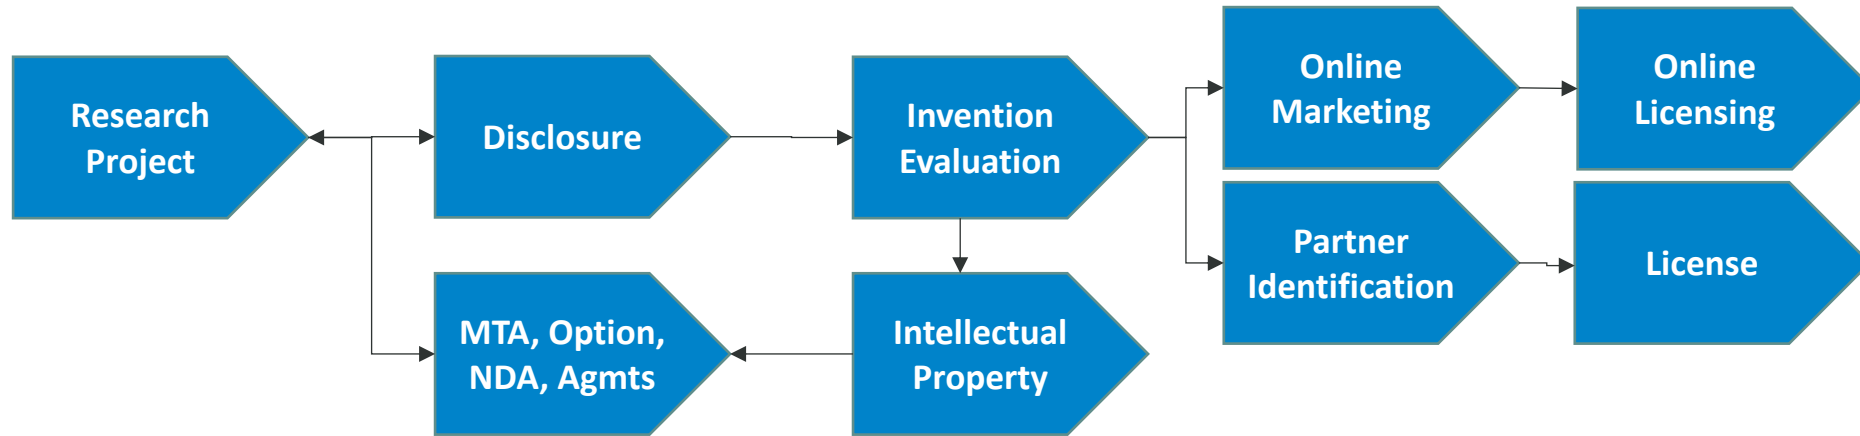 Research
Project
Disclosure
Invention
Evaluation
Online
Marketing
Online
Licensing
Partner
Identification
License
MTA, Option,
NDA, Agmts
Intellectual
Property